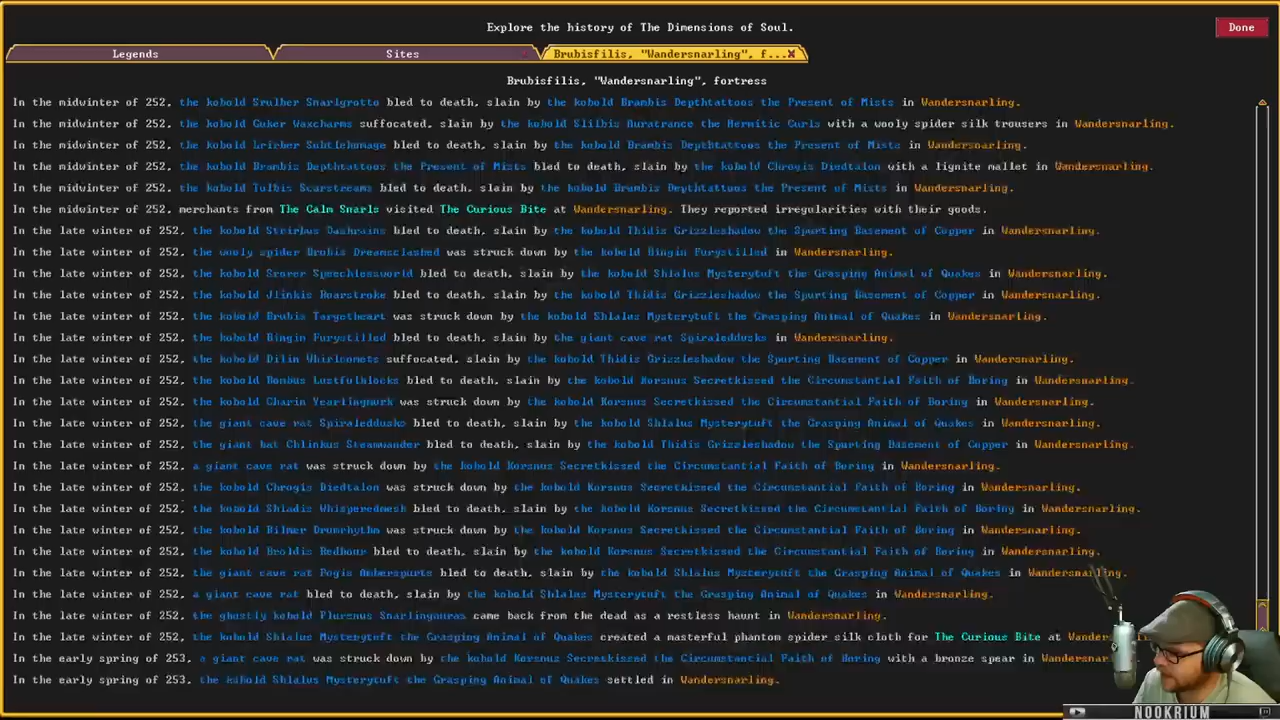 Explore the history of The Dimensions of Soul.
Done
Legends
Sites
Brubisfilis, "Wandersnarling", f...
Brubisfilis, "Wandersnarling", fortress
In the midwinter of 252, the kobold Srulber Snarlgrotto bled to death, slain by the kobold Brambis Depthtattoos the Present of Mists in Wandersnarling.
In the midwinter of 252, the kobold Guker Waxcharms suffocated, slain by the kobold Slilbis Auratrance the Hermitic Curls with a wooly spider silk trousers in Wandersnarling.
In the midwinter of 252, the kobold Lrirber Subtlehomage bled to death, slain by the kobold Brambis Depthtattoos the Present of Mists in Wandersnarling.
In the midwinter of 252, the kobold Brambis Depthtattoos the Present of Mists bled to death, slain by the kobold Chrogis Diedtalon with a lignite mallet in Wandersnarling.
In the midwinter of 252, the kobold Tulbis Scarstreams bled to death, slain by the kobold Brambis Depthtattoos the Present of Mists in Wandersnarling.
In the midwinter of 252, merchants from The Calm Snarls visited The Curious Bite at Wandersnarling. They reported irregularities with their goods.
In the late winter of 252, the kobold Streirbus Dashruins bled to death, slain by the kobold Thidis Grizzleshadow the Spurting Basement of Copper in Wandersnarling.
In the late winter of 252, the wooly spider Brobis Dreamclashed was struck down by the kobold Bingin Furystilled in Wandersnarling.
In the late winter of 252, the kobold Srorer Speechlessworld bled to death, slain by the kobold Shlalus Mysterytuft the Grasping Animal of Quakes in Wandersnarling.
In the late winter of 252, the kobold Jlinkis Roarstroke bled to death, slain by the kobold Thidis Grizzleshadow the Spurting Basement of Copper in Wandersnarling.
In the late winter of 252, the kobold Brubis Targetheart was struck down by the kobold Shlalus Mysterytuft the Grasping Animal of Quakes in Wandersnarling.
In the late winter of 252, the kobold Bingin Furystilled bled to death, slain by the giant cave rat Spiraleddusks in Wandersnarling.
In the late winter of 252, the kobold Dilin Whirlcomets suffocated, slain by the kobold Thidis Grizzleshadow the Spurting Basement of Copper in Wandersnarling.
In the late winter of 252, the kobold Bonbus Lustfullocks bled to death, slain by the kobold Korsnus Secretkissed the Circumstantial Faith of Boring in Wandersnarling.
In the late winter of 252, the kobold Charin Yearlingmurk was struck down by the kobold Korsnus Secretkissed the Circumstantial Faith of Boring in Wandersnarling.
In the late winter of 252, the giant cave rat Spiraleddusks bled to death, slain by the kobold Shlalus Mysterytuft the Grasping Animal of Quakes in Wandersnarling.
In the late winter of 252, the giant bat Chlinkus Steamwander bled to death, slain by the kobold Thidis Grizzleshadow the Spurting Basement of Copper in Wandersnarling.
In the late winter of 252, a giant cave rat was struck down by the kobold Korsnus Secretkissed the Circumstantial Faith of Boring in Wandersnarling.
In the late winter of 252, the kobold Chrogis Diedtalon was struck down by the kobold Korsnus Secretkissed the Circumstantial Faith of Boring in Wandersnarling.
In the late winter of 252, the kobold Shladis Whisperedmesh bled to death, slain by the kobold Korsnus Secretkissed the Circumstantial Faith of Boring in Wandersnarling.
In the late winter of 252, the kobold Bilmer Drumrhythm was struck down by the kobold Korsnus Secretkissed the Circumstantial Faith of Boring in Wandersnarling.
In the late winter of 252, the kobold Broldis Redhour bled to death, slain by the kobold Korsnus Secretkissed the Circumstantial Faith of Boring in Wandersnarling.
In the late winter of 252, the giant cave rat Pogis Amberspurts bled to death, slain by the kobold Shlalus Mysterytuft the Grasping Animal of Quakes in Wandersnarling.
In the late winter of 252, a giant cave rat bled to death, slain by the kobold Shlalus Mysterytuft the Grasping Animal of Quakes in Wandersnarling.
In the late winter of 252, the ghostly kobold Flursnus Snarlingauras came back from the dead as a restless haunt in Wandersnarling.
In the late winter of 252, the kobold Shlalus Mysterytuft the Grasping Animal of Quakes created a masterful phantom spider silk cloth for The Curious Bite at
In the early spring of 253, a giant cave rat was struck down by the kobold Korsnus Secretkissed the Circumstantial Faith of Boring with a bronze spear in
In the early spring of 253, the kobold Shlalus Mysterytuft the Grasping Animal of Quakes settled in Wandersnarling.
NOOKRIUM